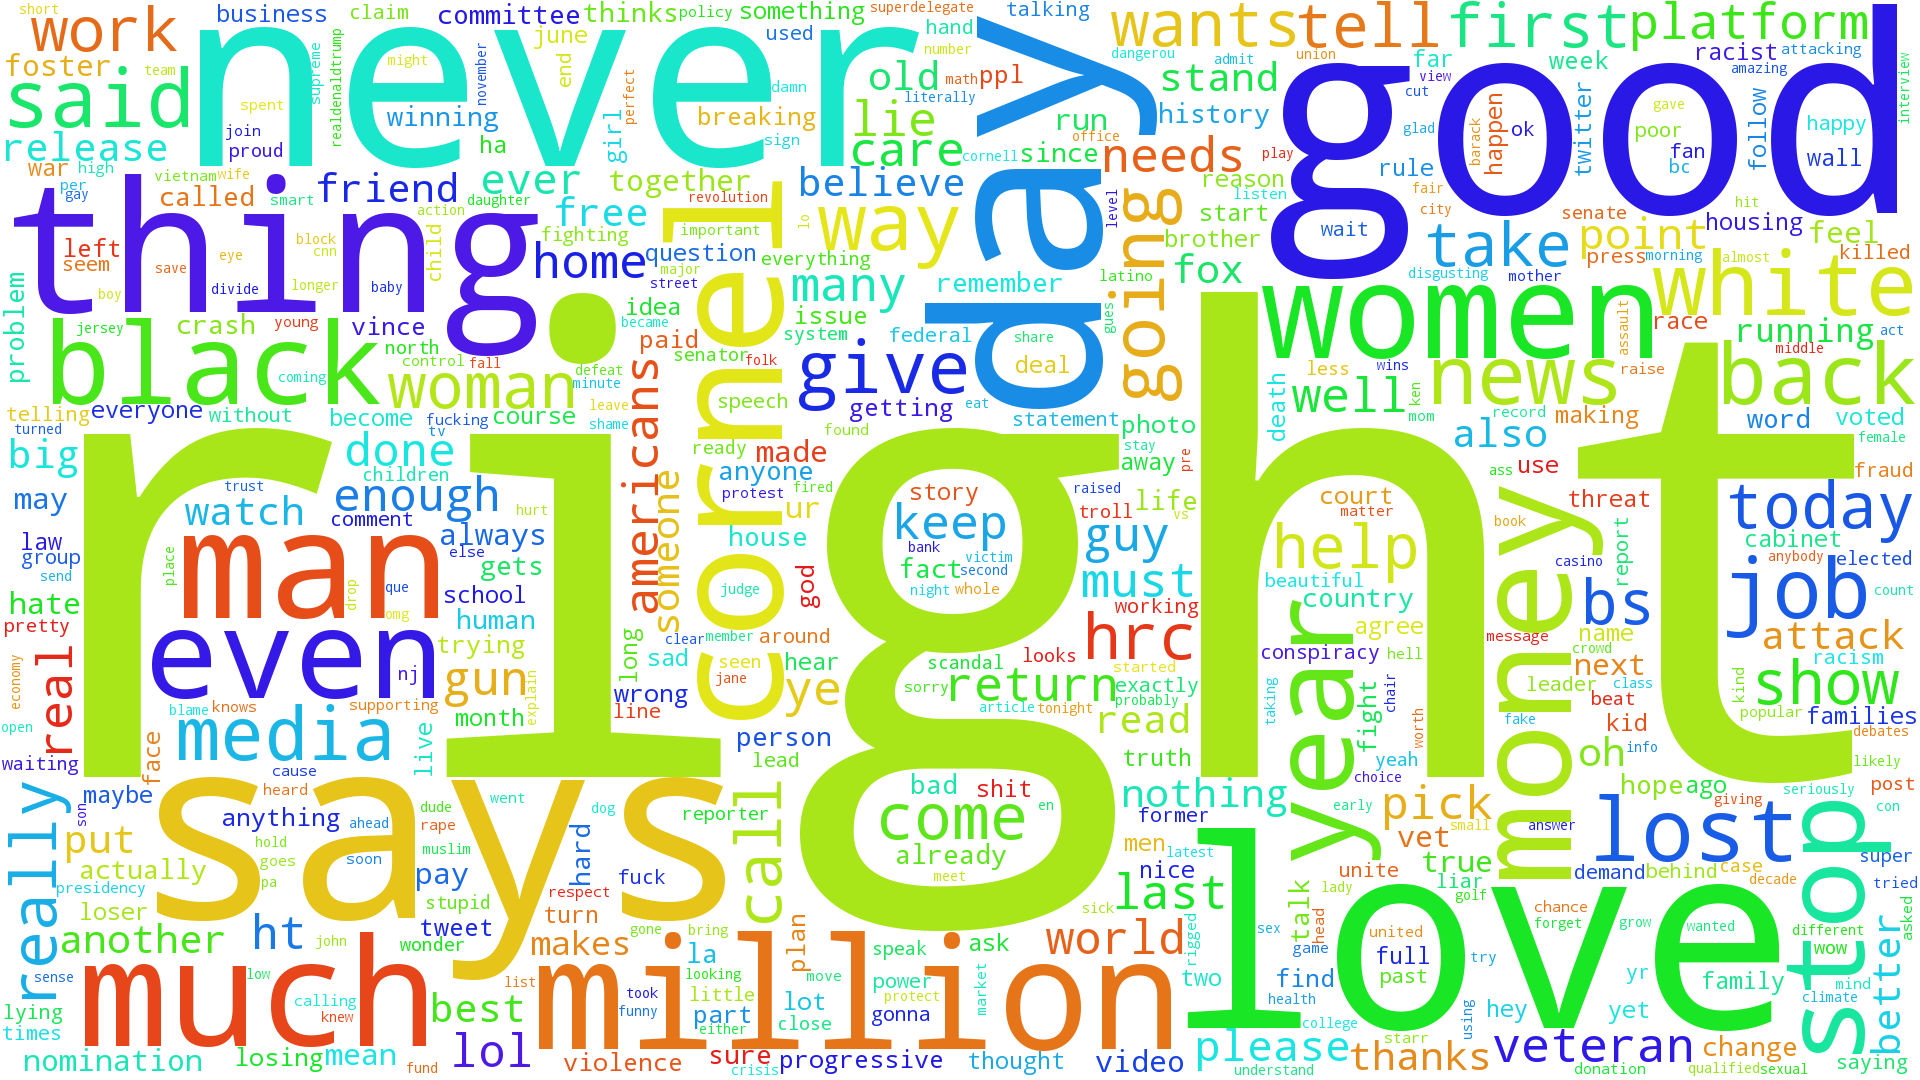 right
good
never
love
thing
says
day
million
much
man
even
black
women
white
money
year
colonel
lost
job
stop
back
news
way
said
give
media
come
work
today
show
help
take
woman
wants
tell
first
platform
stand
needs
going
point
running
well
also
bs
attack
hrc
guy
must
keep
return
read
nothing
last
world
please
thanks
veteran
change
better
video
progressive
sure
violence
lol
best
mean
losing
nomination
another
ht
really
put
pay
call
makes
real
gun
ye
enough
watch
always
done
big
americans
someone
home
friend
free
ever
together
believe
many
care
lie
old
fox
release
foster
business
claim
committee
thinks
policy
something
superdelegate
talking
short
team
spent
supreme
realdenaldtrump
might
november
june
end
girl
perfect
damn
used
hand
number
math
ppl
literally
dangerou
admit
union
far
view
week
racist
attacking
amazing
interview
join
proud
winning
ha
breaking
sign
run
history
since
office
cornell
cut
glad
barack
happen
ok
twitter
poor
gave
fan
bc
follow
happy
wall
war
high
vietnam
wife
per
gay
called
smart
action
daughter
revolution
important
lo
remember
level
reason
listen
start
brother
play
rule
fair
city
wait
senate
housing
hit
feel
killed
press
morning
almost
left
seem
save
block
cnn
eye
divide
longer
boy
baby
child
fighting
question
major
street
everything
idea
issue
system
federal
share
deal
latino
gues
disgusting
mother
assault
race
middle
act
raise
problem
jersey
crash
young
vince
north
control
fall
coming
became
paid
senator
folk
defeat
minute
leave
shame
speech
getting
eat
statement
photo
less
wins
ken
mom
death
record
making
word
voted
female
telling
turned
everyone
without
become
fucking
tv
course
ready
found
made
anyone
protest
fired
stay
away
pre
ass
use
fraud
may
trust
children
comment
else
hurt
ur
story
raised
troll
life
vs
court
matter
book
threat
law
group
send
place
drop
que
omg
gets
school
house
judge
god
fact
bank
victim
second
night
whole
beautiful
country
casino
report
cabinet
anybody
elected
count
hate
pretty
human
trying
long
sad
clear
member
around
working
agree
message
name
crowd
economy
nj
seen
jane
hear
scandal
sorry
looks
started
exactly
probably
article
tonight
conspiracy
hell
next
racism
class
leader
beat
kind
open
blame
knows
supporting
month
explain
wrong
line
person
lead
truth
taking
fight
chair
worth
fake
kid
popular
families
debates
waiting
face
cause
heard
live
went
bad
shit
en
yeah
choice
oh
info
likely
maybe
son
anything
ahead
dude
rape
dog
reporter
former
early
pick
small
hope
ago
giving
seriously
post
con
actually
hold
goes
pa
soon
muslim
hard
fuck
already
meet
men
nice
latest
talk
unite
vet
true
liar
answer
demand
behind
case
decade
super
tried
presidency
loser
stupid
respect
turn
tweet
sick
lady
golf
chance
forget
grow
wanted
different
wow
asked
john
wonder
gone
bring
plan
speak
ask
rigged
sex
head
game
united
full
past
try
sense
low
list
la
looking
move
power
protect
market
two
find
health
yr
family
mind
climate
lying
times
calling
knew
took
funny
little
part
either
lot
close
gonna
college
using
hey
yet
saying
fund
crisis
thought
understand
starr
donation
qualified
sexual